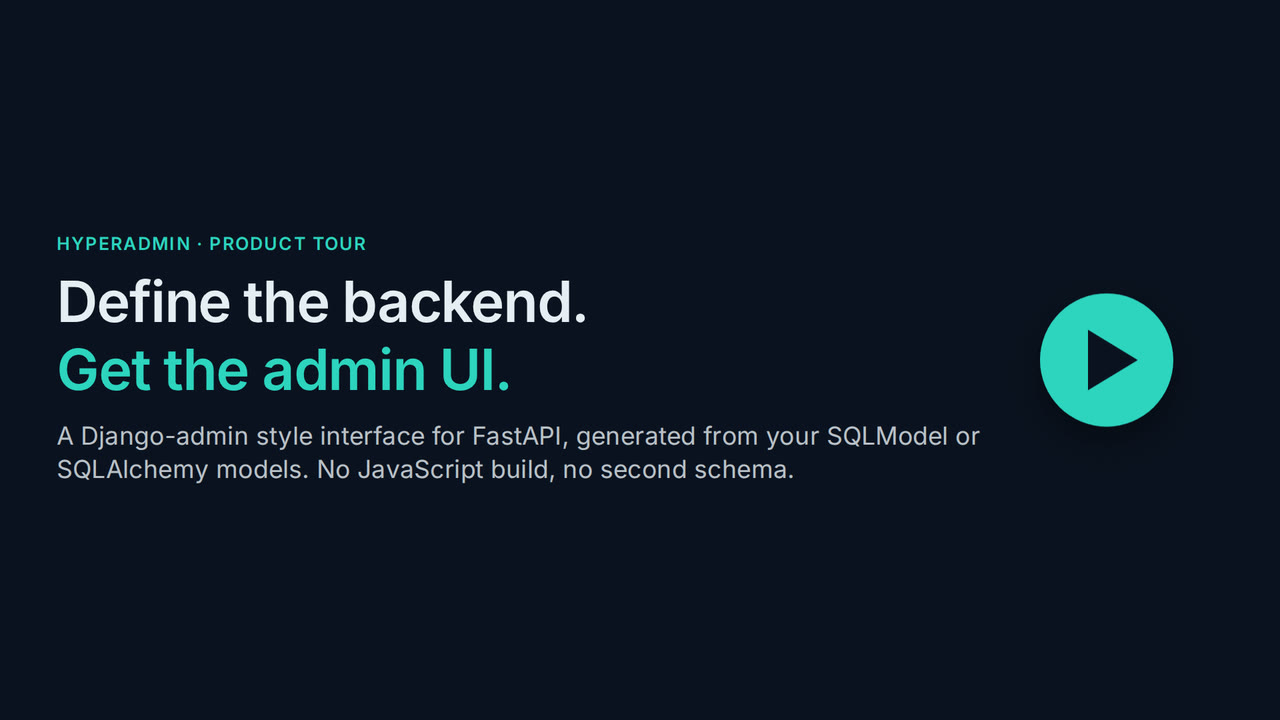 HYPERADMIN · PRODUCT TOUR
Define the backend.
Get the admin UI.
A Django-admin style interface for FastAPI, generated from your SQLModel or
SQLAlchemy models. No JavaScript build, no second schema.